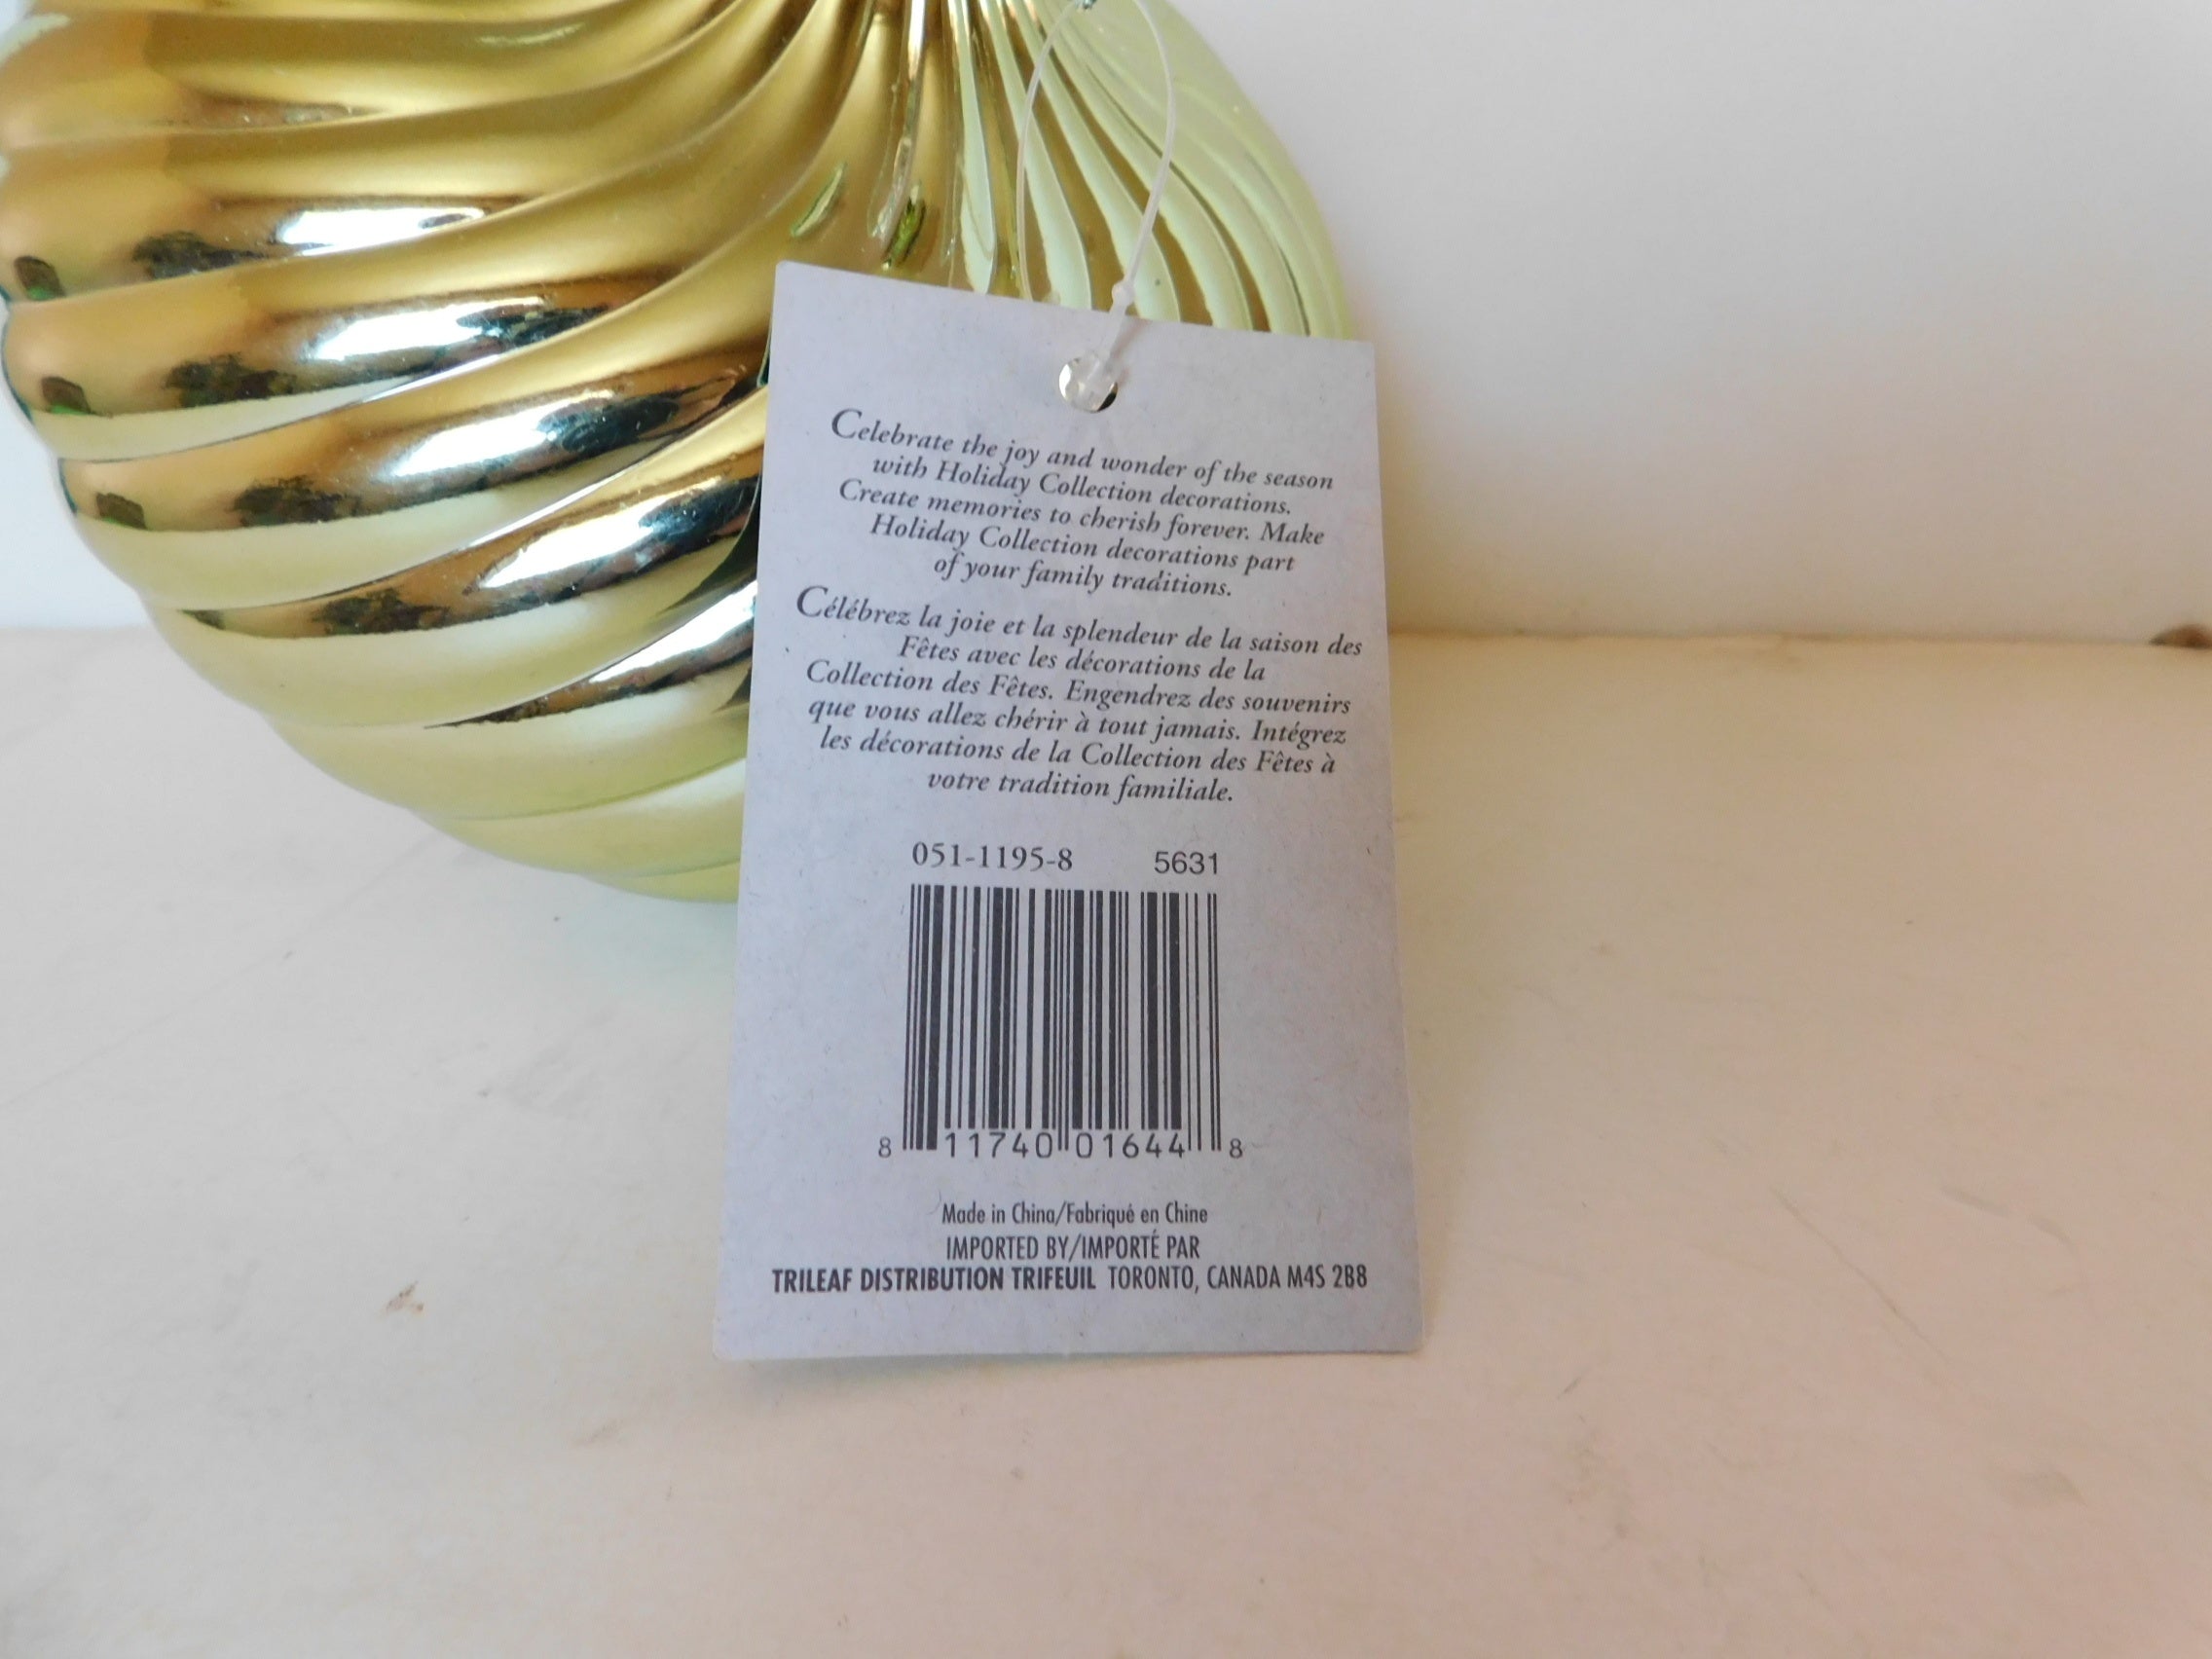 Celebrate the joy and wonder of the season
with Holiday Collection decorations.
Create memories to cherish forever. Make
Holiday Collection decorations part
of your family traditions.
Célébrez la joie et la splendeur de la saison des
Fêtes avec les décorations de la
Collection des Fêtes. Engendrez des souvenirs
que vous allez chérir à tout jamais. Intégrez
les décorations de la Collection des Fêtes à
votre tradition familiale.
051-1195-8 5631
8 11740 01644 8
Made in China/Fabriqué en Chine
IMPORTED BY/IMPORTÉ PAR
TRILEAF DISTRIBUTION TRIFEUIL TORONTO, CANADA M4S 2B8